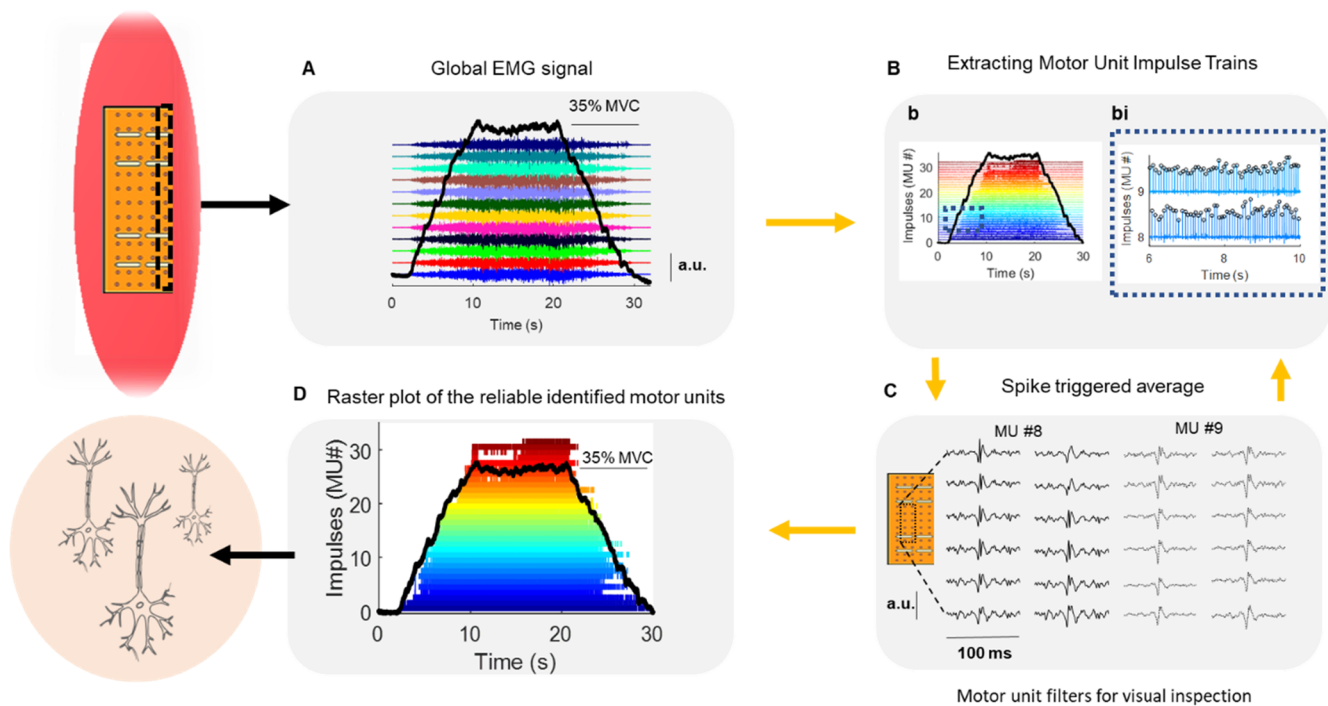 A
Global EMG signal
35% MVC
a.u.
0 10 20 30
Time (s)
B
Extracting Motor Unit Impulse Trains
b
Impulses (MU #)
30
20
10
0
0 10 20 30
Time (s)
bi
Impulses (MU #)
9
8
6 8 10
Time (s)
C
Spike triggered average
MU #8
MU #9
a.u.
100 ms
Motor unit filters for visual inspection
D
Raster plot of the reliable identified motor units
Impulses (MU#)
30
20
10
0
35% MVC
0 10 20 30
Time (s)